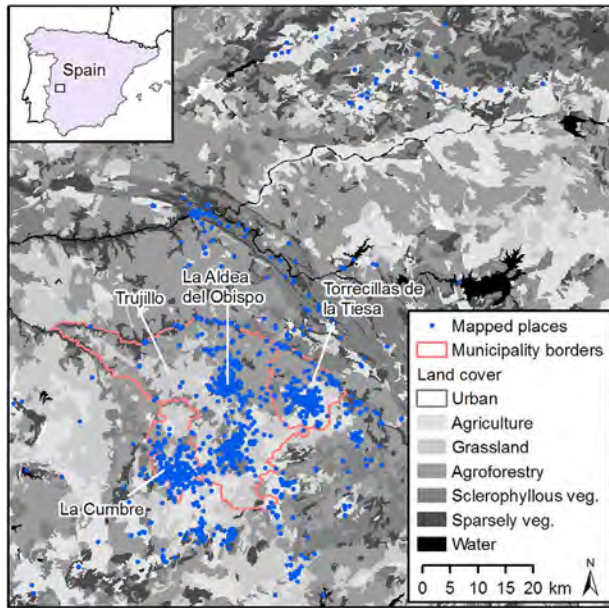 Spain
La Aldea
del Obispo
Trujillo
Torrecillas de
la Tiesa
La Cumbre
Mapped places
Municipality borders
Land cover
Urban
Agriculture
Grassland
Agroforestry
Sclerophyllous veg.
Sparsely veg.
Water
N
0 5 10 15 20
km